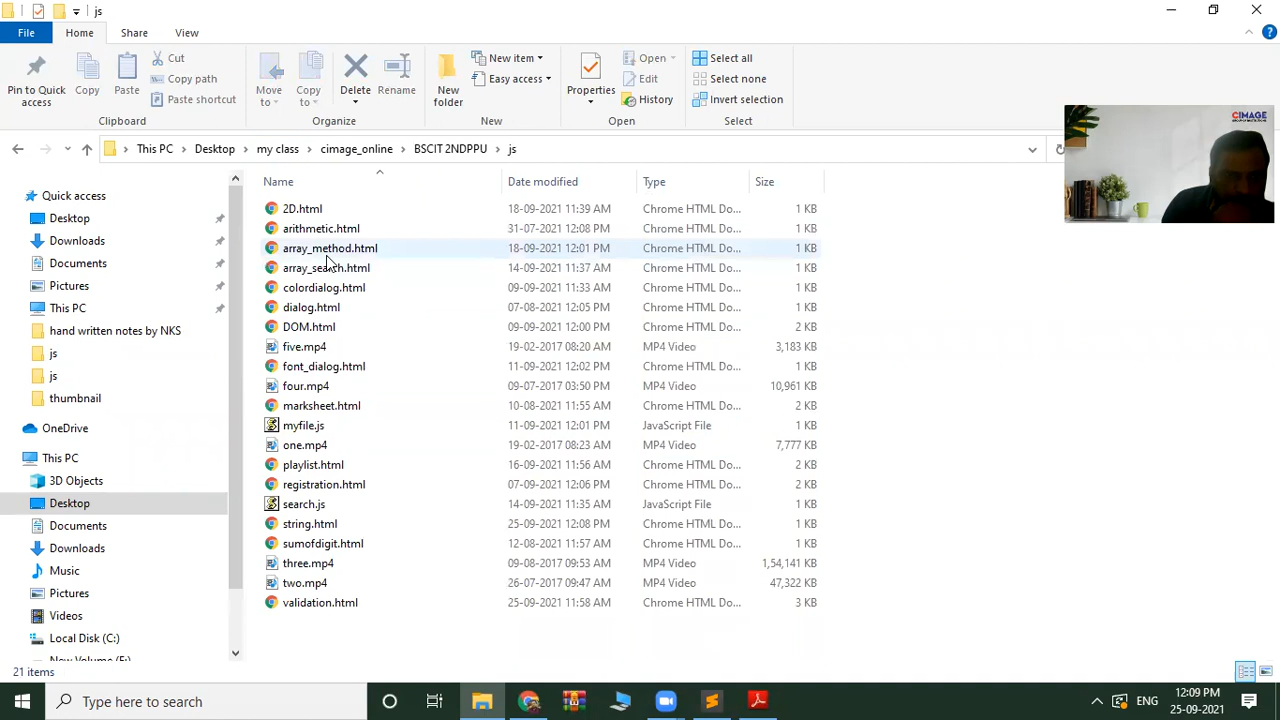 js
File Home Share View
Pin to Quick access
Copy
Paste
Cut
Copy path
Paste shortcut
Clipboard
Move to
Copy to
Delete
Rename
Organize
New folder
New item
Easy access
New
Properties
Open
Edit
History
Open
Select all
Select none
Invert selection
Select
CIMAGE
This PC > Desktop > my class > cimage_online > BSCIT 2NDPPU > js
Name Date modified Type Size
Quick access
Desktop
Downloads
Documents
Pictures
This PC
hand written notes by NKS
js
js
thumbnail
OneDrive
This PC
3D Objects
Desktop
Documents
Downloads
Music
Pictures
Videos
Local Disk (C:)
New Volume (E:)
2D.html 18-09-2021 11:39 AM Chrome HTML Do... 1 KB
arithmetic.html 31-07-2021 12:08 PM Chrome HTML Do... 1 KB
array_method.html 18-09-2021 12:01 PM Chrome HTML Do... 1 KB
array_search.html 14-09-2021 11:37 AM Chrome HTML Do... 1 KB
colordialog.html 09-09-2021 11:33 AM Chrome HTML Do... 1 KB
dialog.html 07-08-2021 12:05 PM Chrome HTML Do... 1 KB
DOM.html 09-09-2021 12:00 PM Chrome HTML Do... 2 KB
five.mp4 19-02-2017 08:20 AM MP4 Video 3,183 KB
font_dialog.html 11-09-2021 12:02 PM Chrome HTML Do... 1 KB
four.mp4 09-07-2017 03:50 PM MP4 Video 10,961 KB
marksheet.html 10-08-2021 11:55 AM Chrome HTML Do... 2 KB
myfile.js 11-09-2021 12:01 PM JavaScript File 1 KB
one.mp4 19-02-2017 08:23 AM MP4 Video 7,777 KB
playlist.html 16-09-2021 11:56 AM Chrome HTML Do... 2 KB
registration.html 07-09-2021 12:06 PM Chrome HTML Do... 2 KB
search.js 14-09-2021 11:35 AM JavaScript File 1 KB
string.html 25-09-2021 12:08 PM Chrome HTML Do... 1 KB
sumofdigit.html 12-08-2021 11:57 AM Chrome HTML Do... 1 KB
three.mp4 09-08-2017 09:53 AM MP4 Video 1,54,141 KB
two.mp4 26-07-2017 09:47 AM MP4 Video 47,322 KB
validation.html 25-09-2021 11:58 AM Chrome HTML Do... 3 KB
21 items
Type here to search
ENG
12:09 PM
25-09-2021